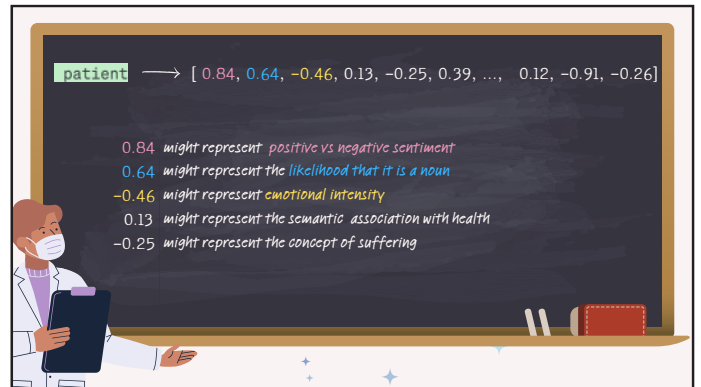 patient ⟶ [ 0.84, 0.64, −0.46, 0.13, −0.25, 0.39, ..., 0.12, −0.91, −0.26]
0.84 might represent positive vs negative sentiment
0.64 might represent the likelihood that it is a noun
−0.46 might represent emotional intensity
0.13 might represent the semantic association with health
−0.25 might represent the concept of suffering